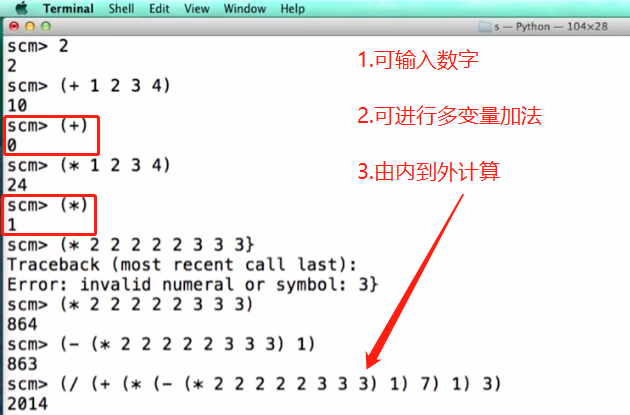 Terminal Shell Edit View Window Help
s — Python — 104×28
scm> 2
2
scm> (+ 1 2 3 4)
10
scm> (+)
0
scm> (* 1 2 3 4)
24
scm> (*)
1
scm> (* 2 2 2 2 2 3 3 3}
Traceback (most recent call last):
Error: invalid numeral or symbol: 3}
scm> (* 2 2 2 2 2 3 3 3)
864
scm> (- (* 2 2 2 2 2 3 3 3) 1)
863
scm> (/ (+ (* (- (* 2 2 2 2 2 3 3 3) 1) 7) 1) 3)
2014
1.可输入数字
2.可进行多变量加法
3.由内到外计算